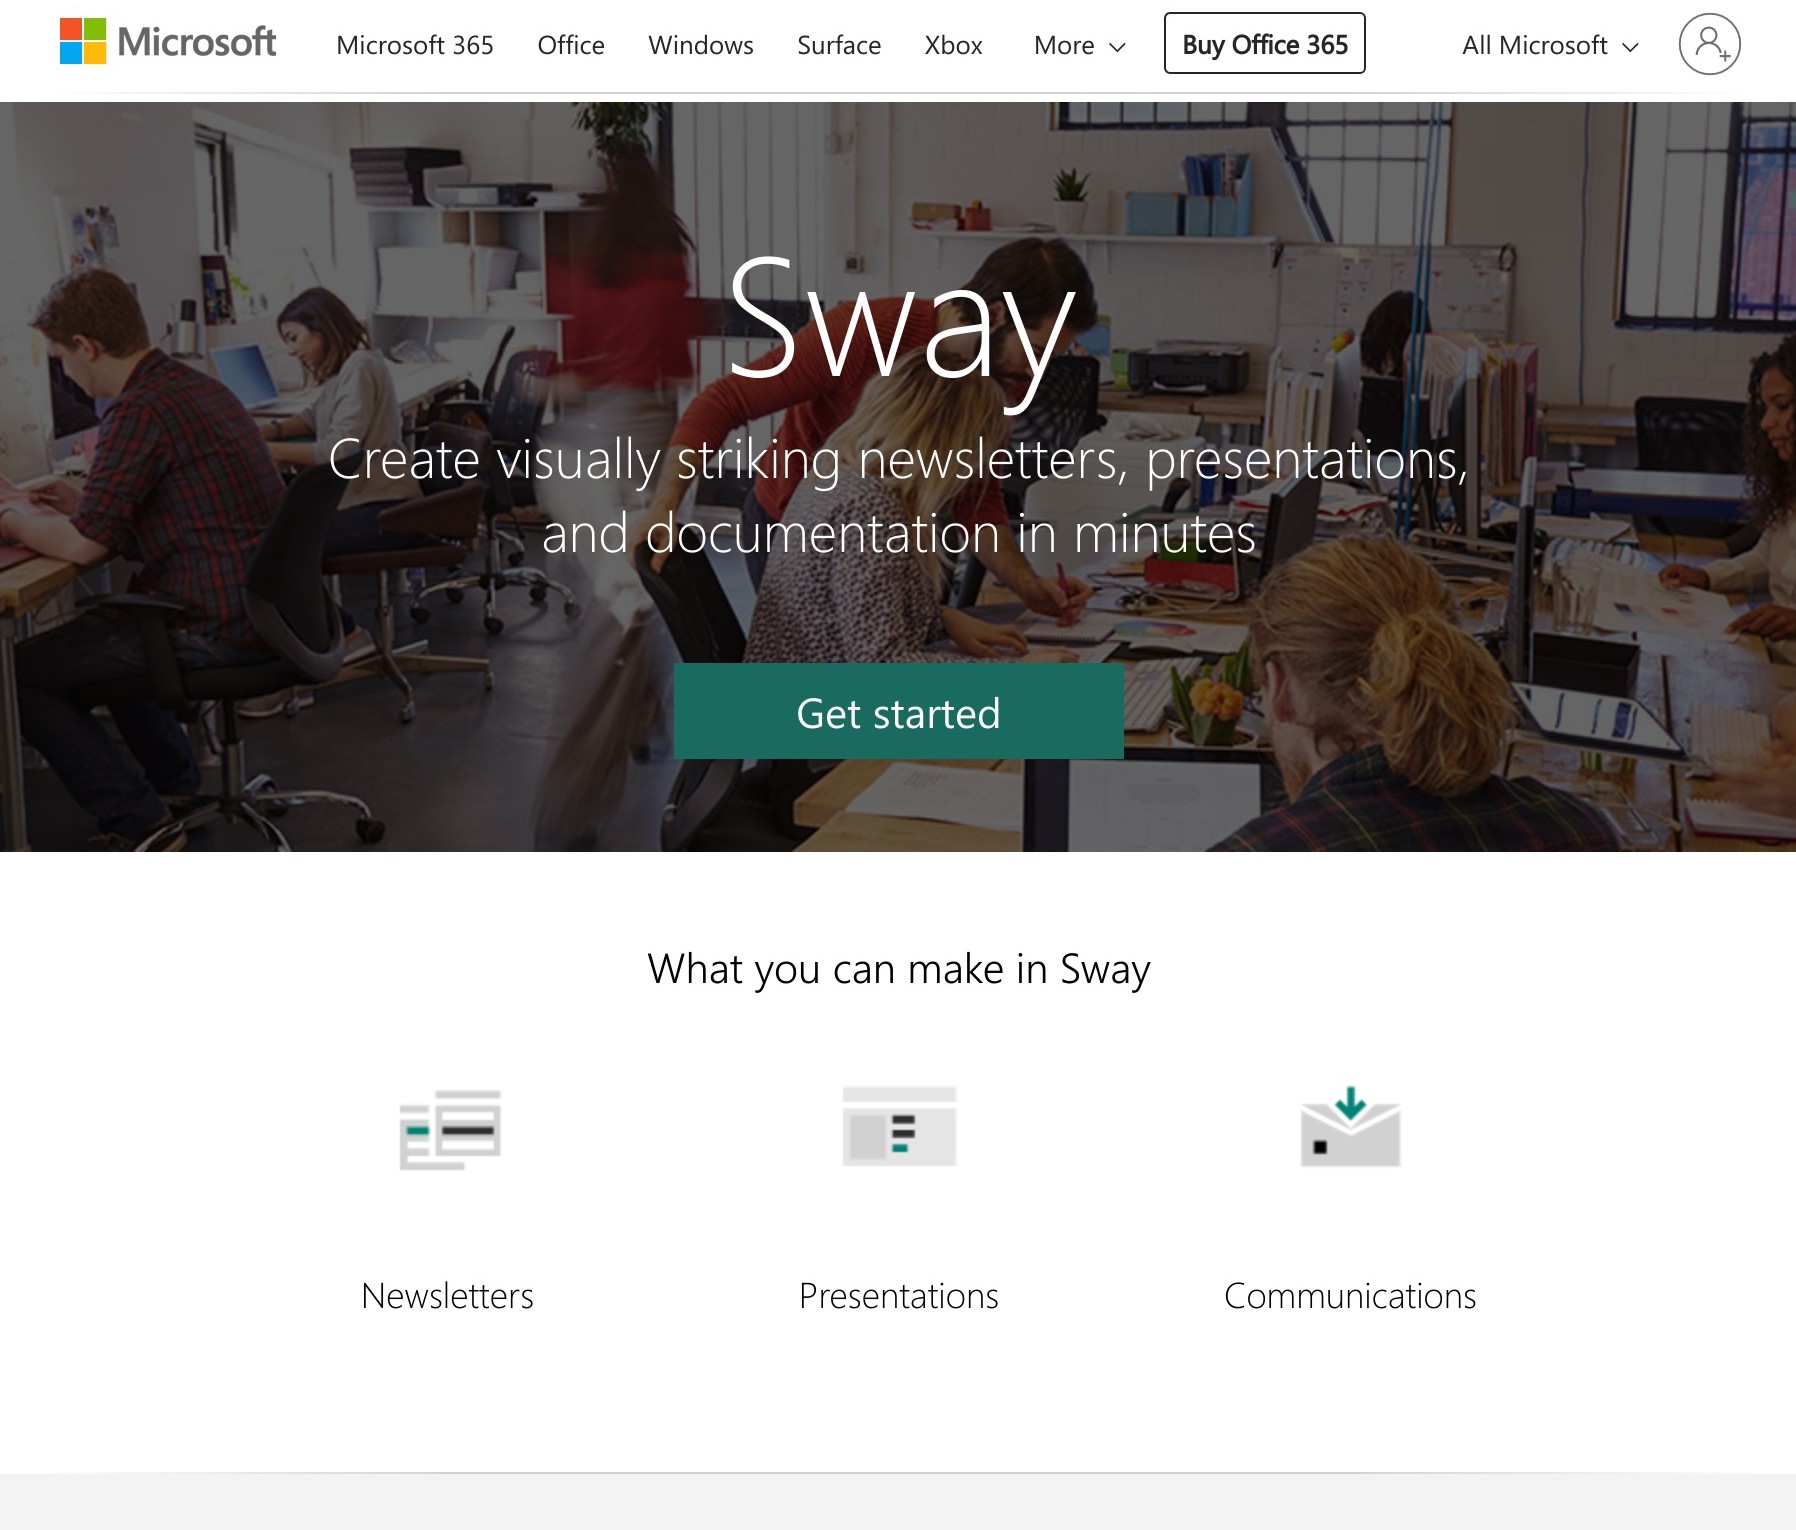 Microsoft
Microsoft 365
Office
Windows
Surface
Xbox
More
Buy Office 365
All Microsoft
Sway
Create visually striking newsletters, presentations,
and documentation in minutes
Get started
What you can make in Sway
Newsletters
Presentations
Communications